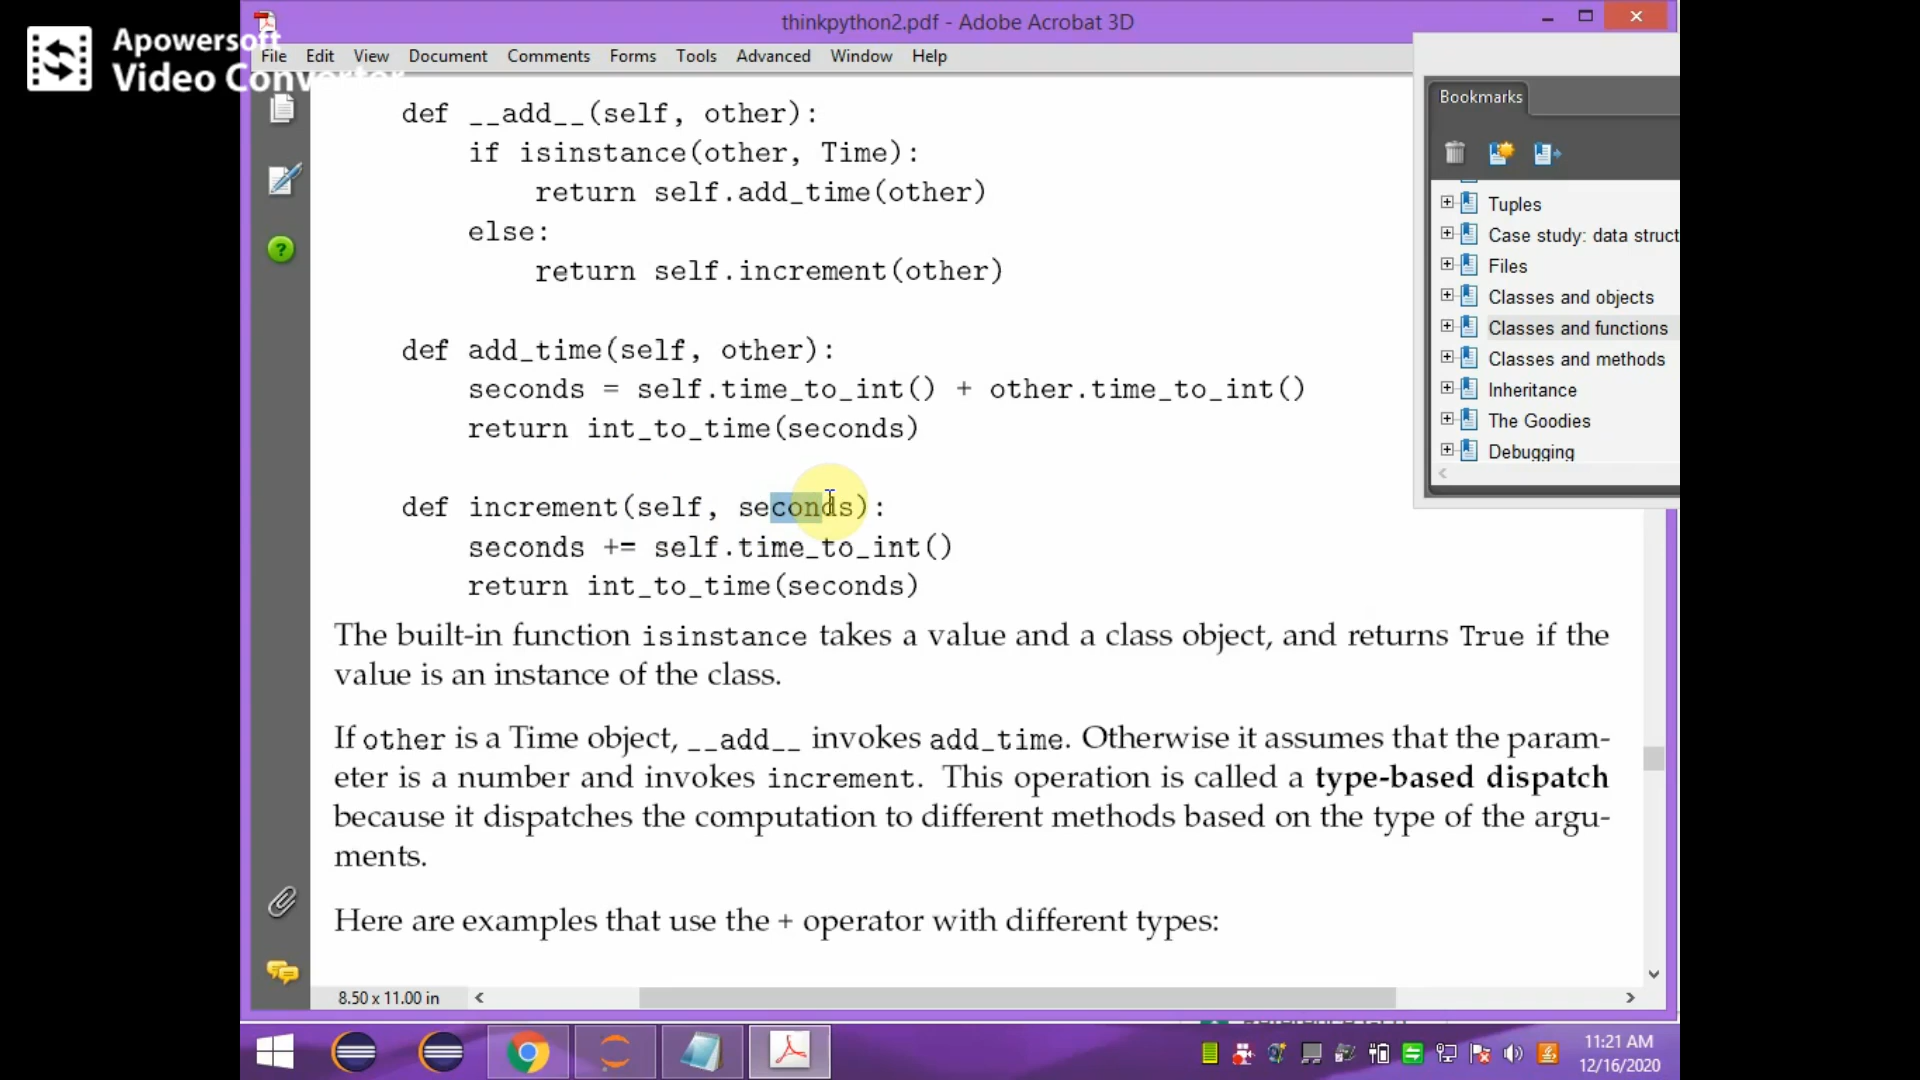 Apowersoft
Video Converter
thinkpython2.pdf - Adobe Acrobat 3D
File Edit View Document Comments Forms Tools Advanced Window Help
def __add__(self, other):
if isinstance(other, Time):
return self.add_time(other)
else:
return self.increment(other)
def add_time(self, other):
seconds = self.time_to_int() + other.time_to_int()
return int_to_time(seconds)
def increment(self, seconds):
seconds += self.time_to_int()
return int_to_time(seconds)
The built-in function isinstance takes a value and a class object, and returns True if the
value is an instance of the class.
If other is a Time object, __add__ invokes add_time. Otherwise it assumes that the param-
eter is a number and invokes increment. This operation is called a type-based dispatch
because it dispatches the computation to different methods based on the type of the argu-
ments.
Here are examples that use the + operator with different types:
8.50 x 11.00 in
Bookmarks
Tuples
Case study: data struct
Files
Classes and objects
Classes and functions
Classes and methods
Inheritance
The Goodies
Debugging
11:21 AM
12/16/2020